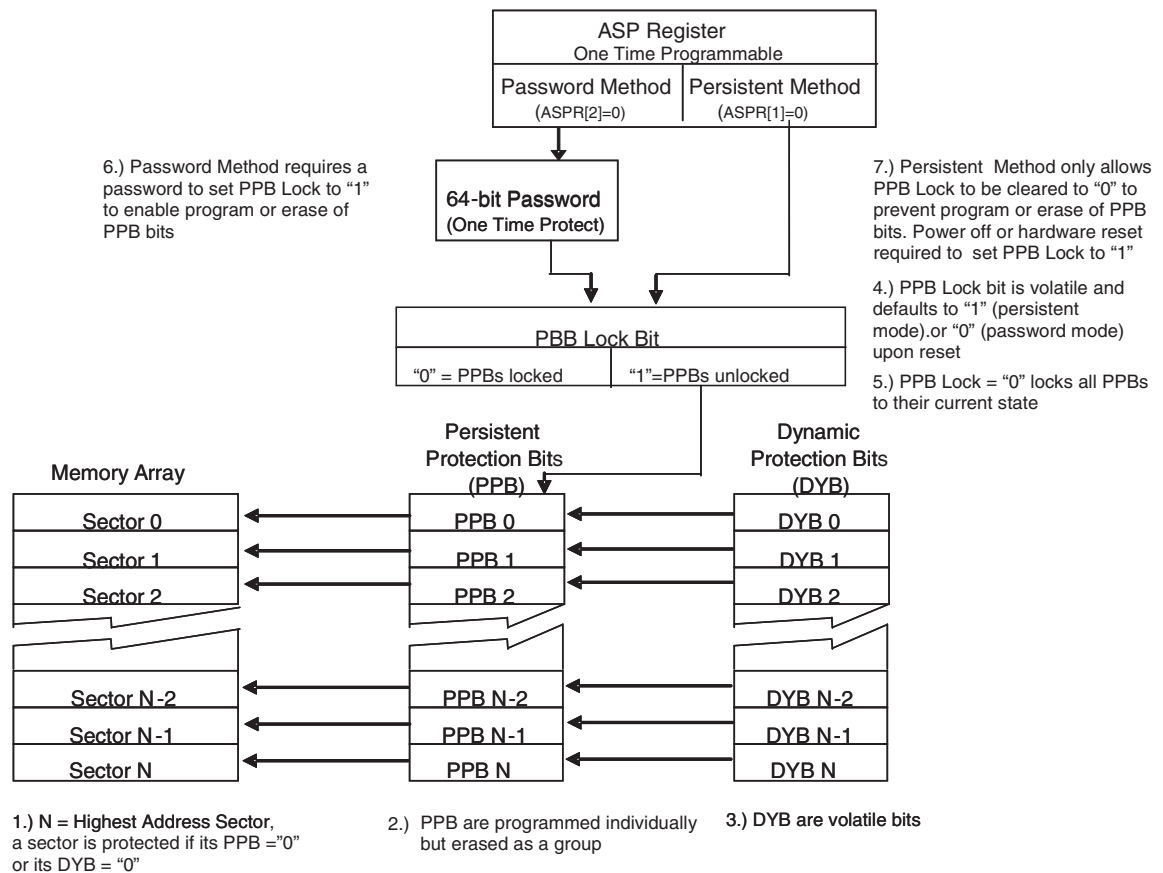 ASP Register
One Time Programmable
Password Method
(ASPR[2]=0)
Persistent Method
(ASPR[1]=0)
6.) Password Method requires a
password to set PPB Lock to “1”
to enable program or erase of
PPB bits
64-bit Password
(One Time Protect)
7.) Persistent Method only allows
PPB Lock to be cleared to “0” to
prevent program or erase of PPB
bits. Power off or hardware reset
required to set PPB Lock to “1”
4.) PPB Lock bit is volatile and
defaults to “1” (persistent
mode).or “0” (password mode)
upon reset
5.) PPB Lock = “0” locks all PPBs
to their current state
PBB Lock Bit
“0” = PPBs locked
“1”=PPBs unlocked
Memory Array
Persistent
Protection Bits
(PPB)
Dynamic
Protection Bits
(DYB)
Sector 0
PPB 0
DYB 0
Sector 1
PPB 1
DYB 1
Sector 2
PPB 2
DYB 2
Sector N-2
PPB N-2
DYB N-2
Sector N-1
PPB N-1
DYB N-1
Sector N
PPB N
DYB N
1.) N = Highest Address Sector,
a sector is protected if its PPB =”0”
or its DYB = “0”
2.) PPB are programmed individually
but erased as a group
3.) DYB are volatile bits